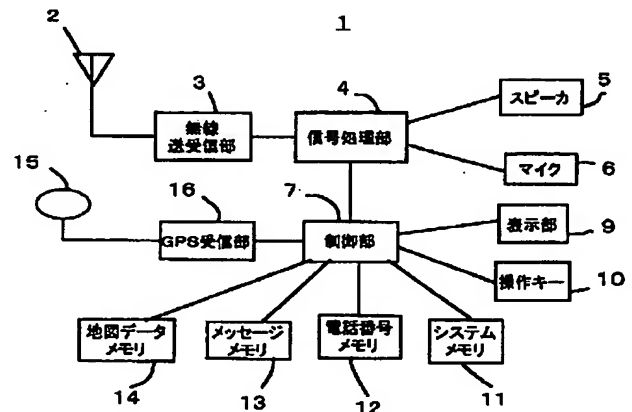 1
2
3
無線
送受信部
4
信号処理部
5
スピーカ
マイク
6
15
16
GPS受信部
7
制御部
表示部
9
操作キー
10
地図データ
メモリ
14
メッセージ
メモリ
13
電話番号
メモリ
12
システム
メモリ
11